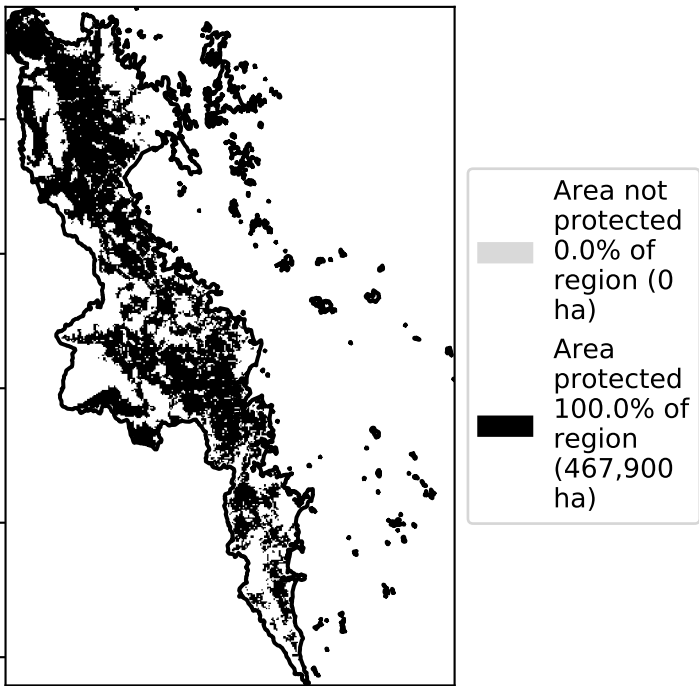 Area not
protected
0.0% of
region (0
ha)
Area
protected
100.0% of
region
(467,900
ha)